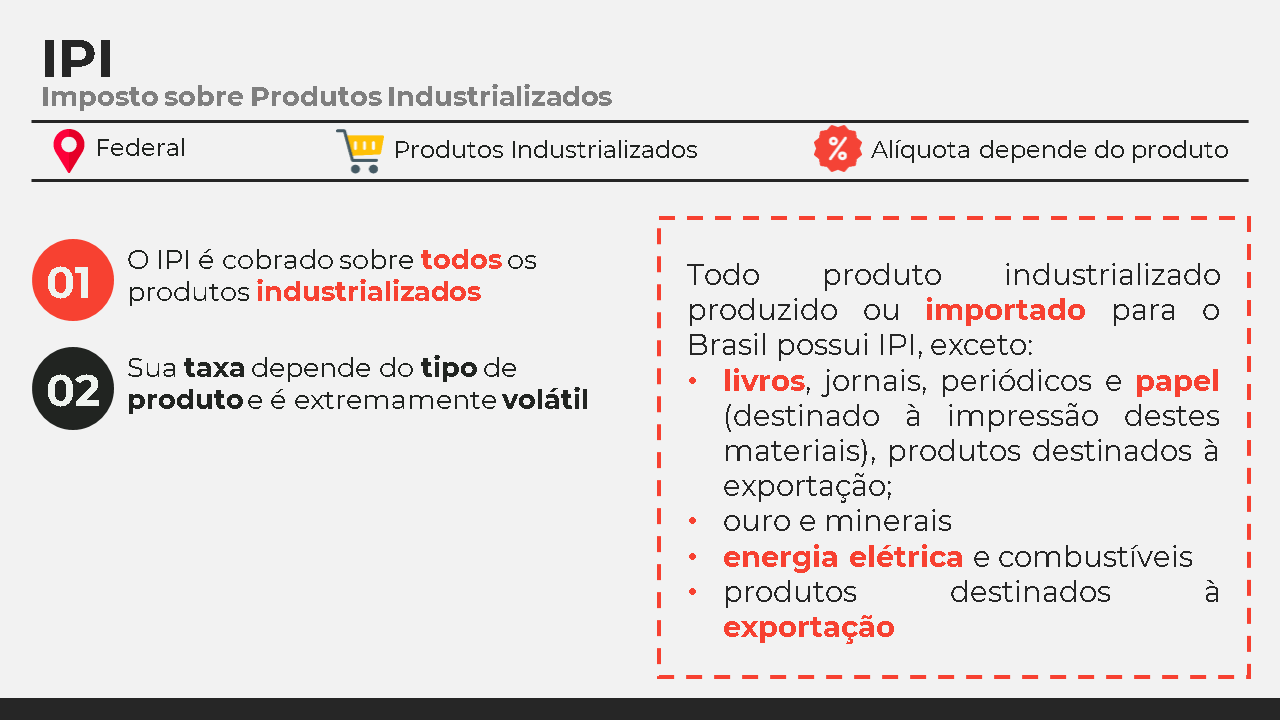 IPI
Imposto sobre Produtos Industrializados
Federal
Produtos Industrializados
% Alíquota depende do produto
01
O IPI é cobrado sobre todos os
produtos industrializados
02
Sua taxa depende do tipo de
produto e é extremamente volátil
Todo produto industrializado
produzido ou importado para o
Brasil possui IPI, exceto:
• livros, jornais, periódicos e papel
(destinado à impressão destes
materiais), produtos destinados à
exportação;
• ouro e minerais
• energia elétrica e combustíveis
• produtos destinados à
exportação